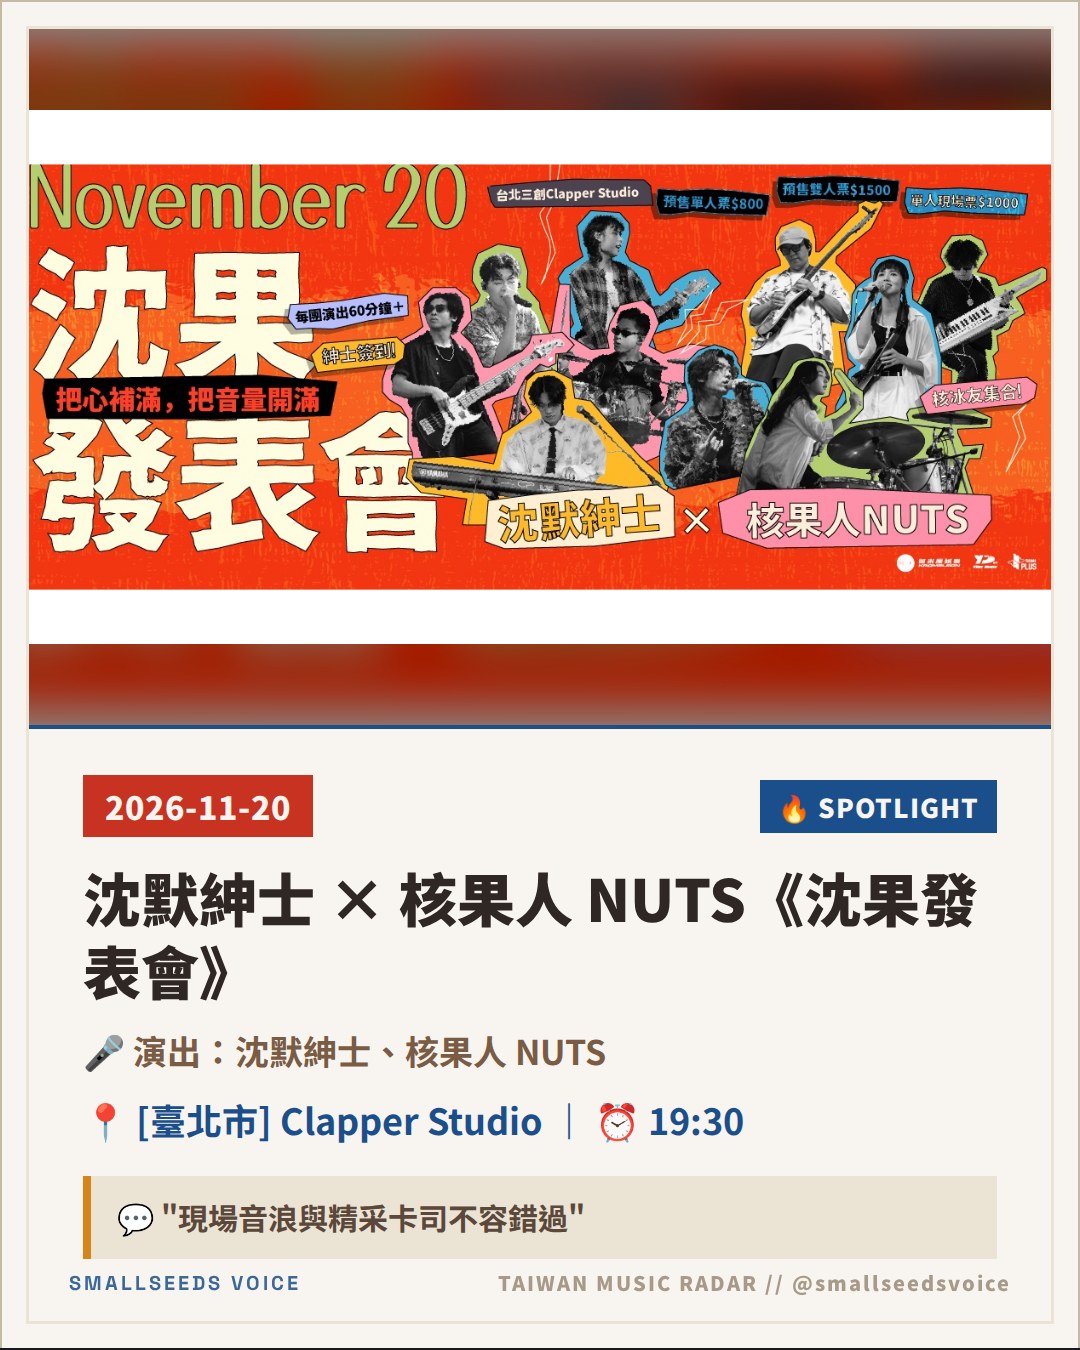 November 20
台北三創Clapper Studio
預售單人票$800
預售雙人票$1500
單人現場票$1000
沈果
每團演出60分鐘+
紳士簽到!
把心補滿，把音量開滿
發表會
核冰友集合!
YAMAHA
沈默紳士 × 核果人NUTS
PLUS
2026-11-20
🔥 SPOTLIGHT
沈默紳士 × 核果人 NUTS《沈果發
表會》
🎤 演出：沈默紳士、核果人 NUTS
📍 [臺北市] Clapper Studio ｜ ⏰ 19:30
💬 "現場音浪與精采卡司不容錯過"
SMALLSEEDS VOICE
TAIWAN MUSIC RADAR // @smallseedsvoice